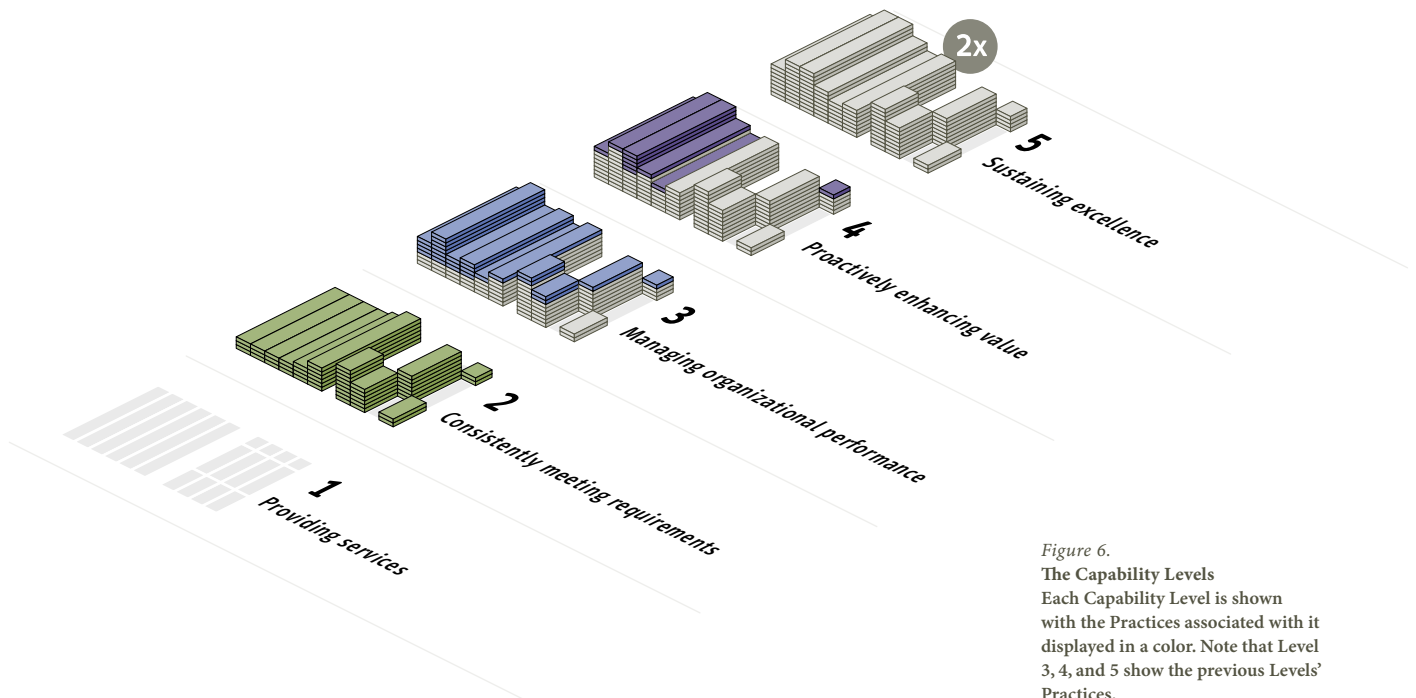 2x
5
Sustaining excellence
4
Proactively enhancing value
3
Managing organizational performance
2
Consistently meeting requirements
1
Providing services
Figure 6.
The Capability Levels
Each Capability Level is shown
with the Practices associated with it
displayed in a color. Note that Level
3, 4, and 5 show the previous Levels’
Practices.